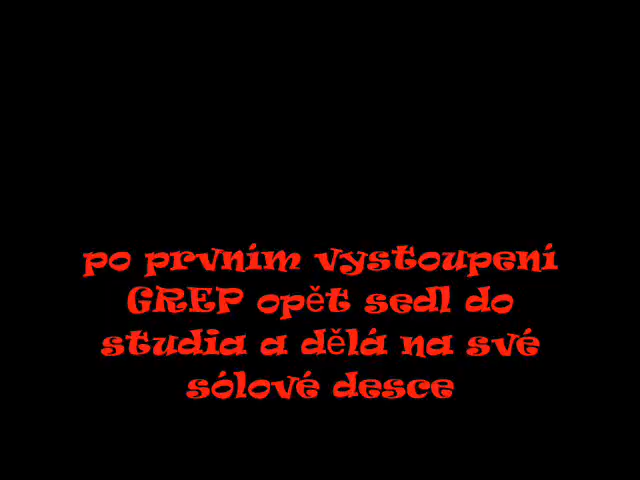 po prvním vystoupení
GREP opět sedl do
studia a dělá na své
sólové desce